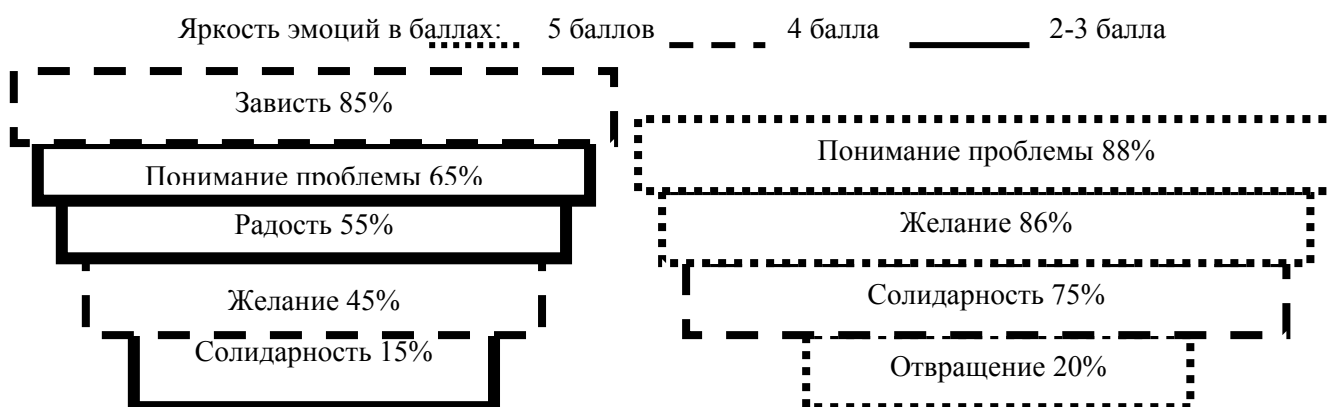 Яркость эмоций в баллах: 5 баллов 4 балла 2-3 балла
Зависть 85%
Понимание проблемы 65%
Радость 55%
Желание 45%
Солидарность 15%
Понимание проблемы 88%
Желание 86%
Солидарность 75%
Отвращение 20%